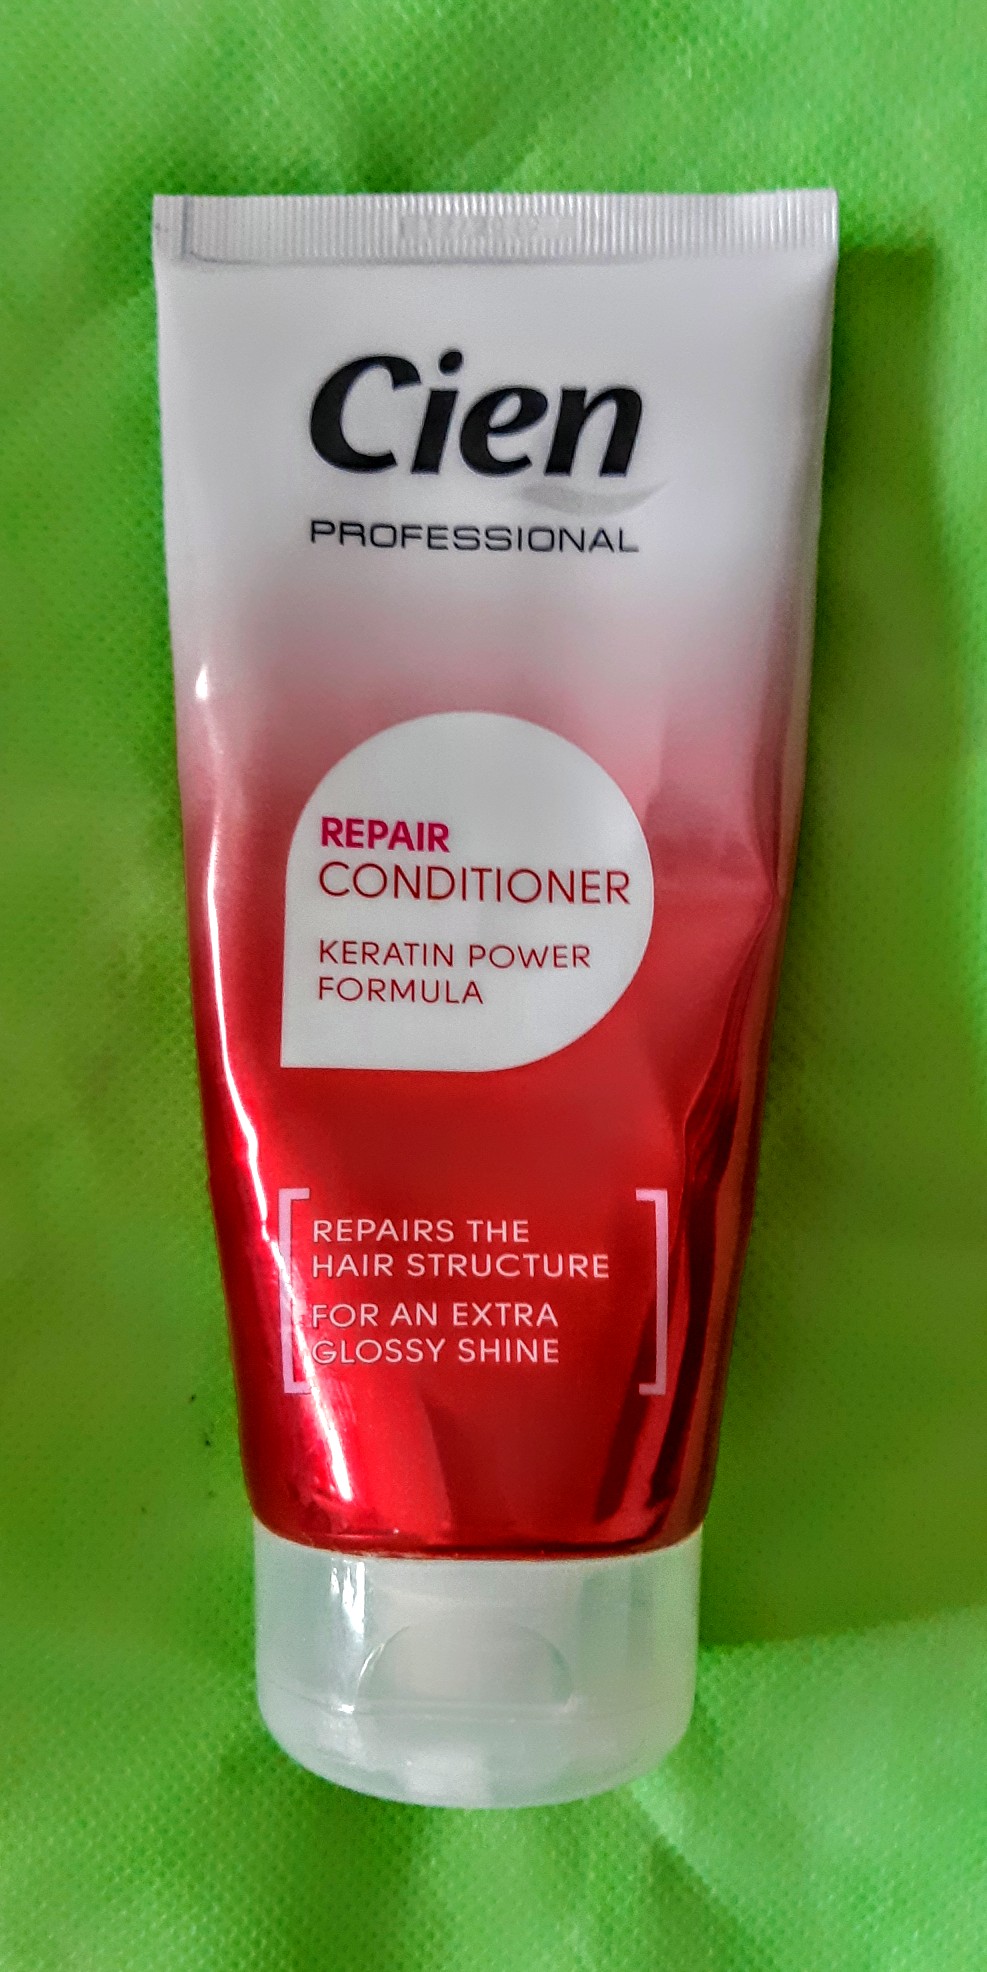 Cien
PROFESSIONAL
REPAIR
CONDITIONER
KERATIN POWER
FORMULA
REPAIRS THE
HAIR STRUCTURE
FOR AN EXTRA
GLOSSY SHINE